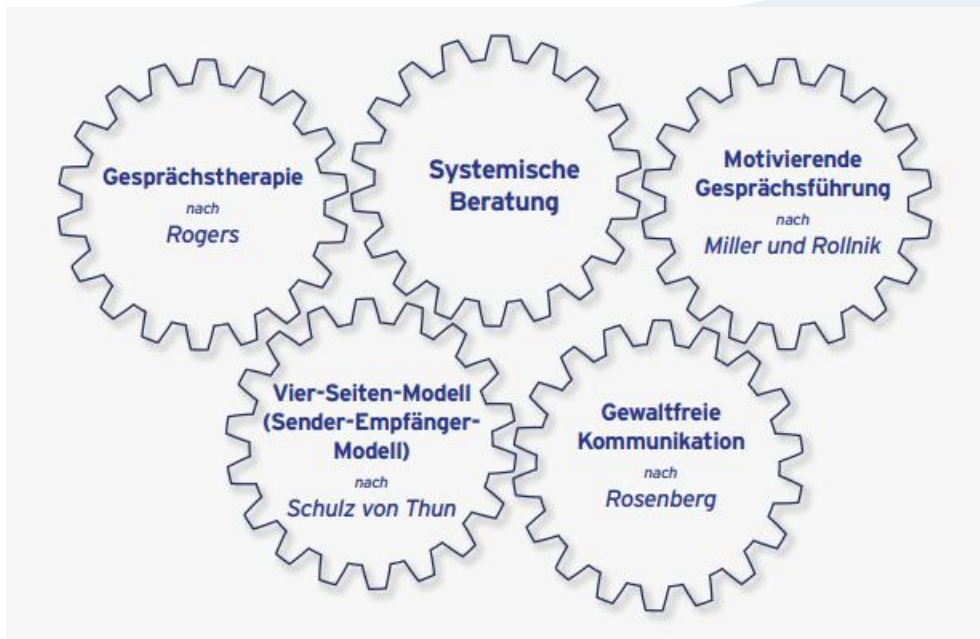 Gesprächstherapie
nach
Rogers
Systemische
Beratung
Motivierende
Gesprächsführung
nach
Miller und Rollnik
Vier-Seiten-Modell
(Sender-Empfänger-
Modell)
nach
Schulz von Thun
Gewaltfreie
Kommunikation
nach
Rosenberg